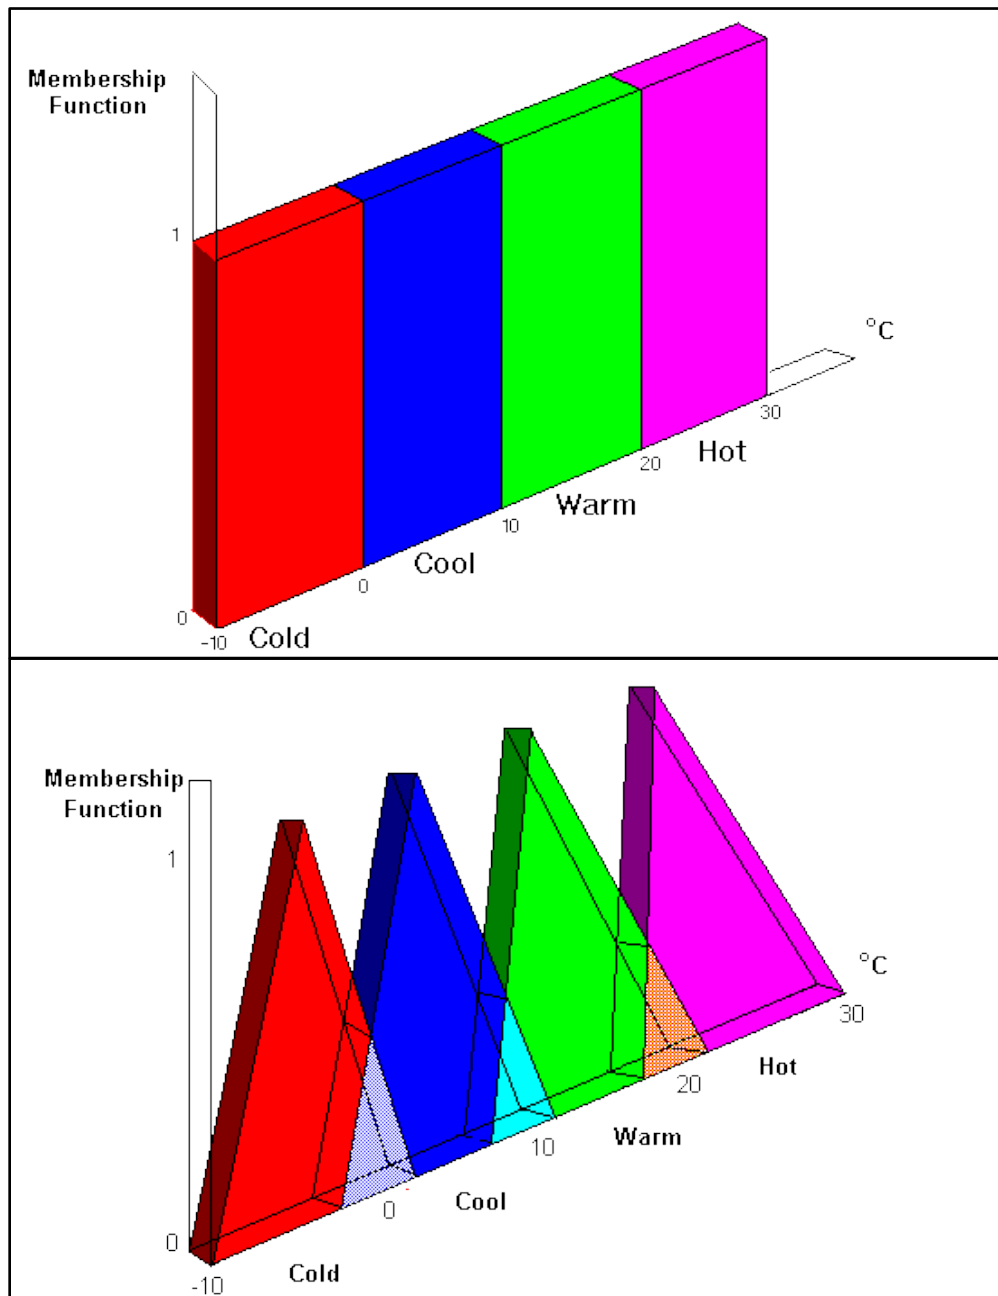 Membership
Function
1
°C
30
Hot
20
Warm
10
Cool
0
0
-10
Cold
Membership
Function
1
°C
30
Hot
20
Warm
10
Cool
0
0
Cold
-10